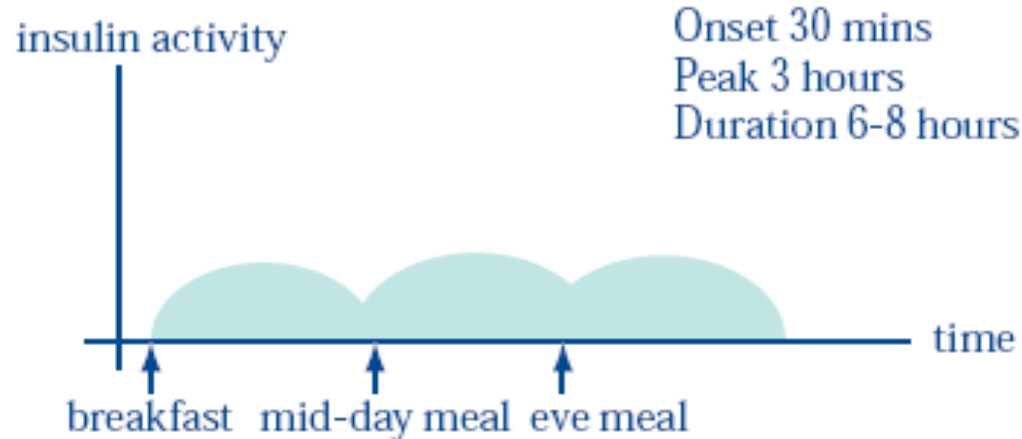 insulin activity
Onset 30 mins
Peak 3 hours
Duration 6-8 hours
time
breakfast
mid-day meal
eve meal